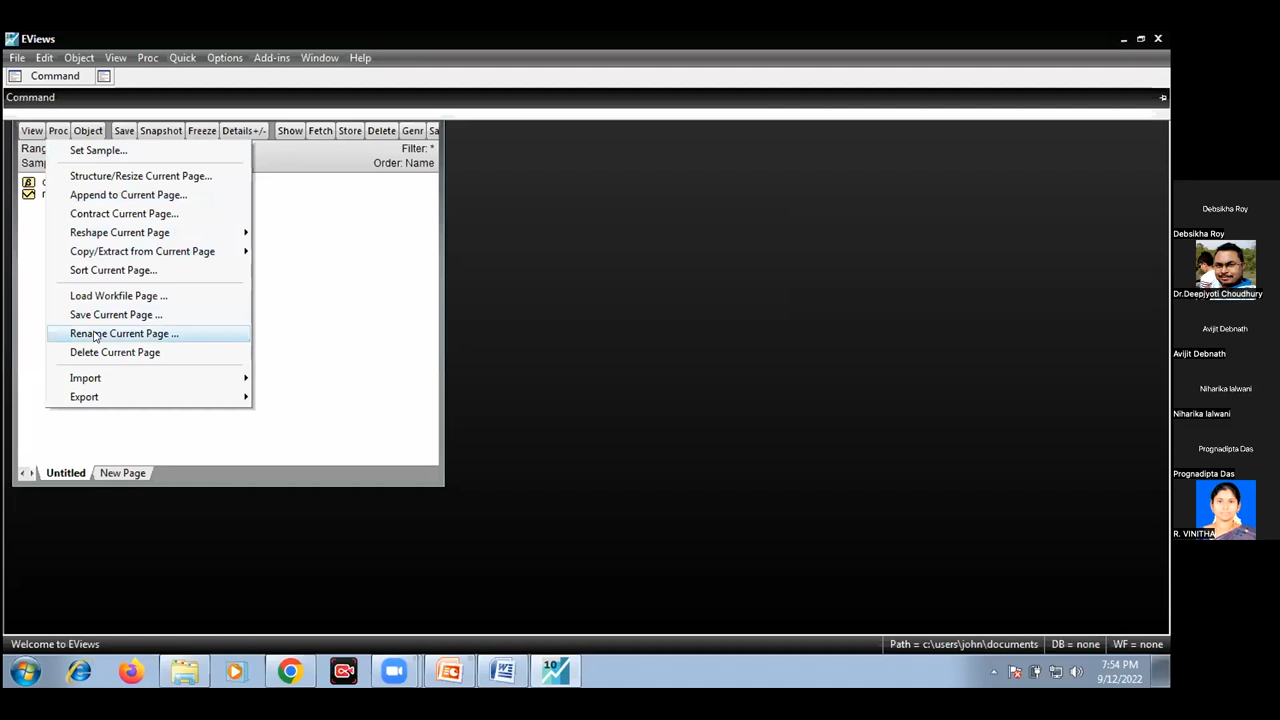 EViews
File Edit Object View Proc Quick Options Add-ins Window Help
Command
Command
View Proc Object Save Snapshot Freeze Details+/- Show Fetch Store Delete Genr Sa
Filter: *
Order: Name
Set Sample...
Structure/Resize Current Page...
Append to Current Page...
Contract Current Page...
Reshape Current Page
Copy/Extract from Current Page
Sort Current Page...
Load Workfile Page ...
Save Current Page ...
Rename Current Page ...
Delete Current Page
Import
Export
Untitled New Page
Welcome to EViews
Path = c:\users\john\documents DB = none WF = none
10
7:54 PM
9/12/2022
Debsikha Roy
Debsikha Roy
Dr.Deepjyoti Choudhury
Avijit Debnath
Avijit Debnath
Niharika lalwani
Niharika lalwani
Prognadipta Das
Prognadipta Das
R. VINITHA